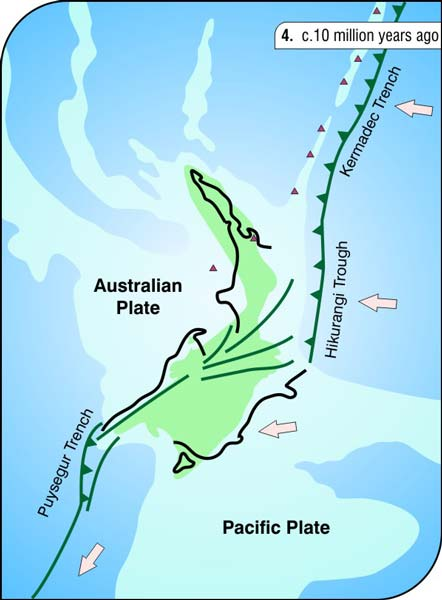 4. c.10 million years ago
Kermadec Trench
Hikurangi Trough
Australian
Plate
Puysegur Trench
Pacific Plate